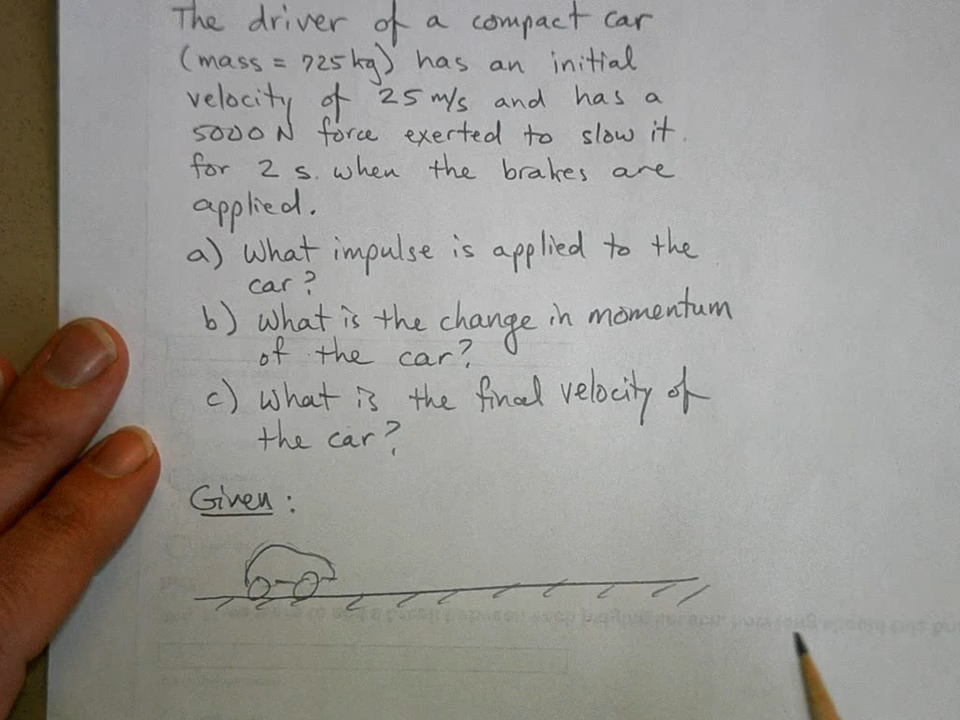 The driver of a compact car
(mass = 725 kg) has an initial
velocity of 25 m/s and has a
5000 N force exerted to slow it
for 2 s. when the brakes are
applied.
a) What impulse is applied to the
car?
b) What is the change in momentum
of the car?
c) What is the final velocity of
the car?
Given: